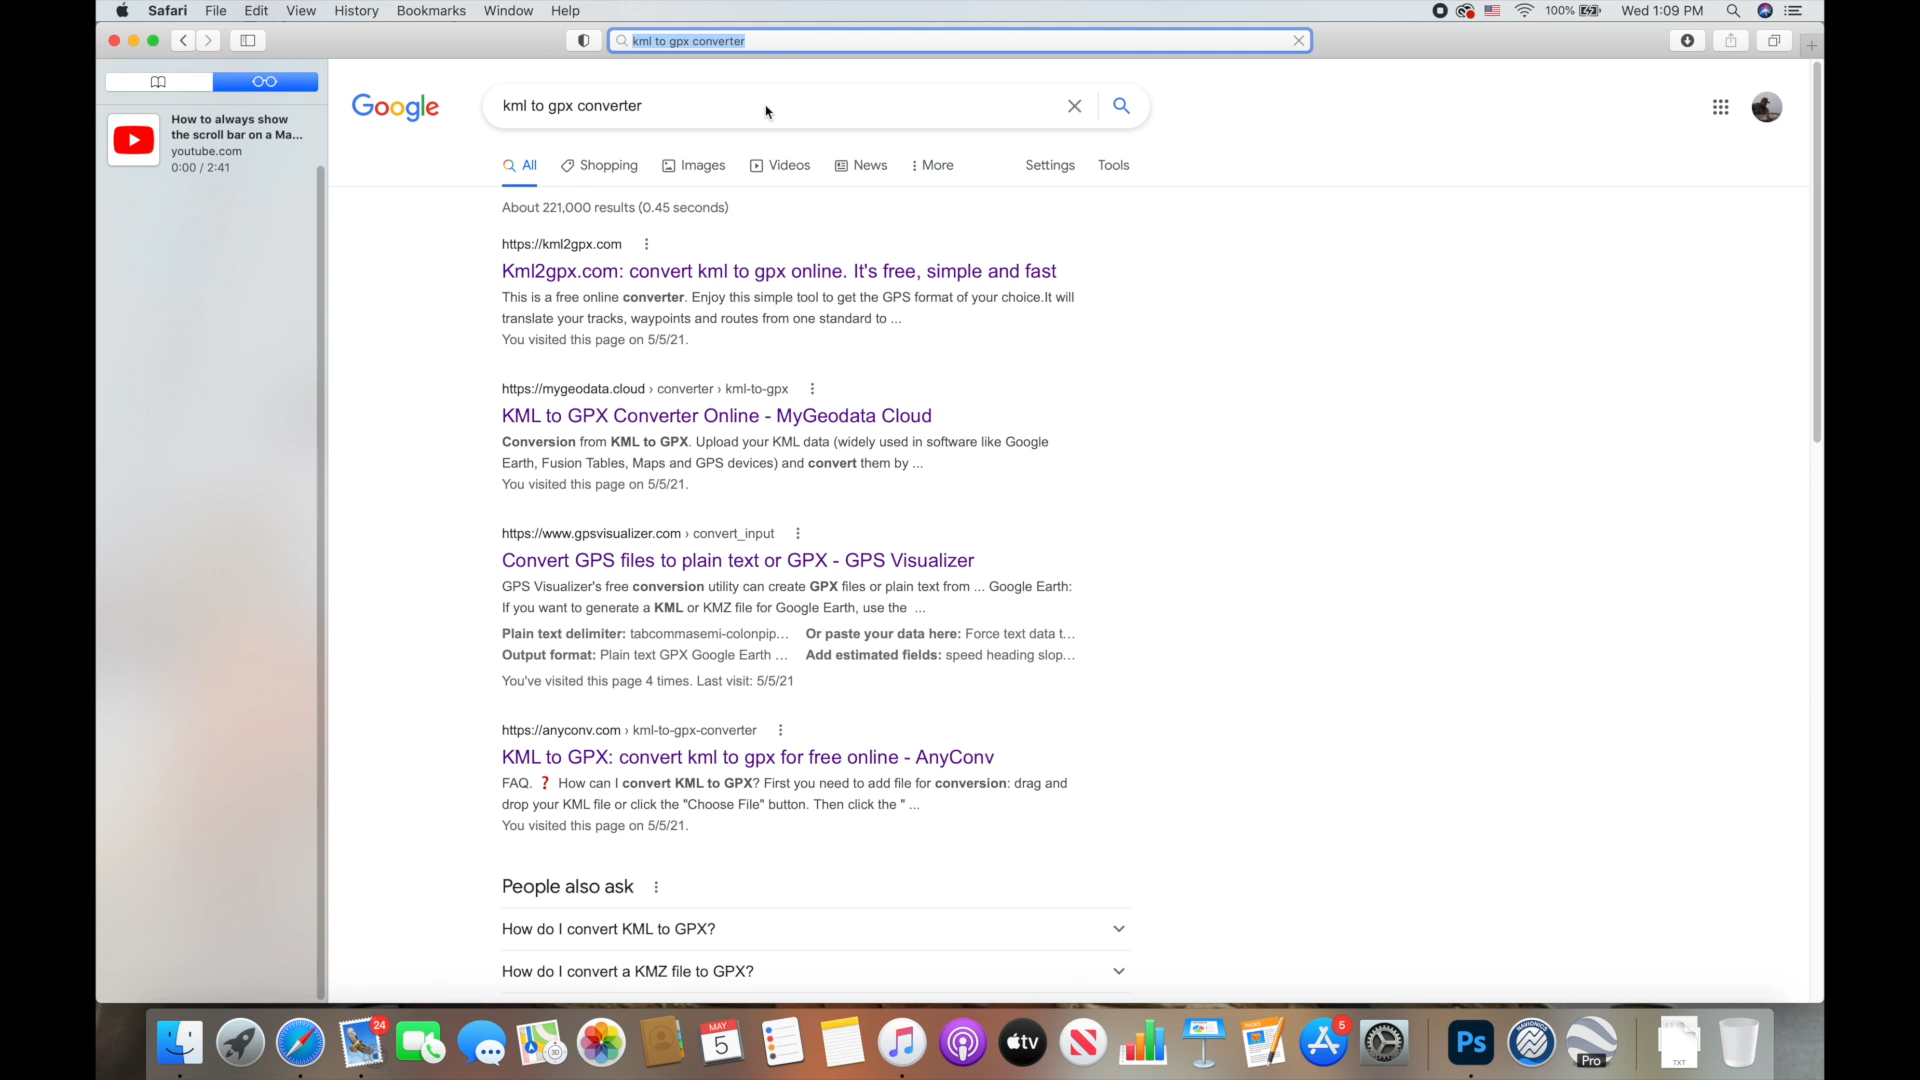 Safari File Edit View History Bookmarks Window Help 100% Wed 1:09 PM
kml to gpx converter
How to always show
the scroll bar on a Ma...
youtube.com
0:00 / 2:41
Google
kml to gpx converter
All Shopping Images Videos News More Settings Tools
About 221,000 results (0.45 seconds)
https://kml2gpx.com
Kml2gpx.com: convert kml to gpx online. It's free, simple and fast
This is a free online converter. Enjoy this simple tool to get the GPS format of your choice.It will
translate your tracks, waypoints and routes from one standard to ...
You visited this page on 5/5/21.
https://mygeodata.cloud › converter › kml-to-gpx
KML to GPX Converter Online - MyGeodata Cloud
Conversion from KML to GPX. Upload your KML data (widely used in software like Google
Earth, Fusion Tables, Maps and GPS devices) and convert them by ...
You visited this page on 5/5/21.
https://www.gpsvisualizer.com › convert_input
Convert GPS files to plain text or GPX - GPS Visualizer
GPS Visualizer's free conversion utility can create GPX files or plain text from ... Google Earth:
If you want to generate a KML or KMZ file for Google Earth, use the ...
Plain text delimiter: tabcommasemi-colonpip... Or paste your data here: Force text data t...
Output format: Plain text GPX Google Earth ... Add estimated fields: speed heading slop...
You've visited this page 4 times. Last visit: 5/5/21
https://anyconv.com › kml-to-gpx-converter
KML to GPX: convert kml to gpx for free online - AnyConv
FAQ. ❓ How can I convert KML to GPX? First you need to add file for conversion: drag and
drop your KML file or click the "Choose File" button. Then click the " ...
You visited this page on 5/5/21.
People also ask
How do I convert KML to GPX?
How do I convert a KMZ file to GPX?
24 3D MAY 5 tv PAGES 5 Ps NAVIONICS Pro TXT